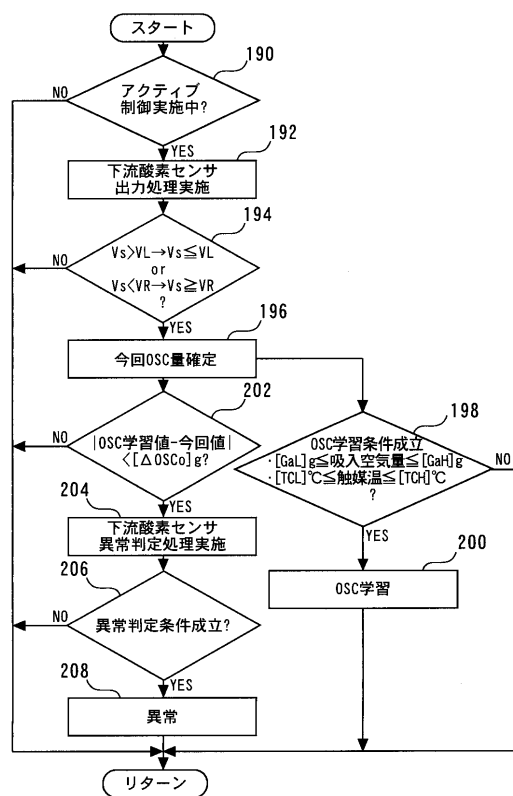 スタート
190
アクティブ
制御実施中?
NO
YES
192
下流酸素センサ
出力処理実施
194
Vs>VL→Vs≦VL
or
Vs<VR→Vs≧VR
?
NO
YES
196
今回OSC量確定
202
|OSC学習値-今回値|
<[△OSCo]g?
NO
YES
198
OSC学習条件成立
・[GaL]g≦吸入空気量≦[GaH]g
・[TCL]℃≦触媒温≦[TCH]℃
?
NO
YES
200
OSC学習
204
下流酸素センサ
異常判定処理実施
206
異常判定条件成立?
NO
YES
208
異常
リターン